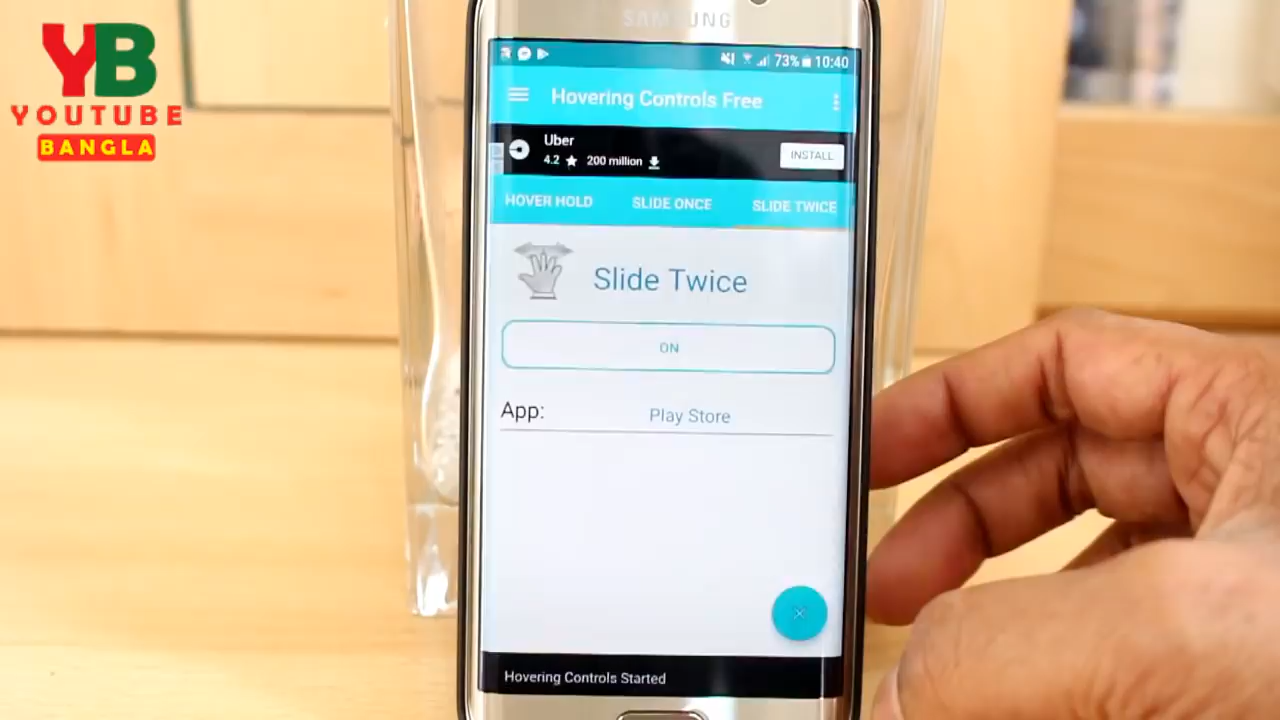 YB
YOUTUBE
BANGLA
SAMSUNG
73% 10:40
Hovering Controls Free
Uber
4.2 200 million
INSTALL
HOVER HOLD SLIDE ONCE SLIDE TWICE
Slide Twice
ON
App: Play Store
Hovering Controls Started